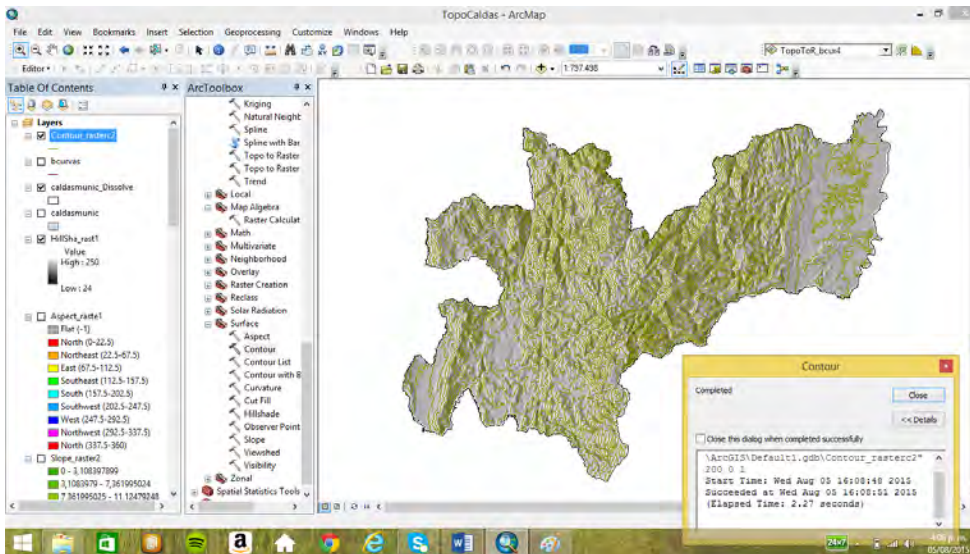 TopoCaldas - ArcMap
File Edit View Bookmarks Insert Selection Geoprocessing Customize Windows Help
TopoToR_bcur4
Editor
1:797.498
Table Of Contents
ArcToolbox
Layers
Contour_rasterc2
bcurvas
caldasmunic_Dissolve
caldasmunic
HillSha_rast1
Value
High : 250
Low : 24
Aspect_raste1
Flat (-1)
North (0-22.5)
Northeast (22.5-67.5)
East (67.5-112.5)
Southeast (112.5-157.5)
South (157.5-202.5)
Southwest (202.5-247.5)
West (247.5-292.5)
Northwest (292.5-337.5)
North (337.5-360)
Slope_raster2
0 - 3,108397899
3,1083979 - 7,361995024
7,361995025 - 11,12479248
Kriging
Natural Neight
Spline
Spline with Bar
Topo to Raster
Topo to Raster
Trend
Local
Map Algebra
Raster Calculat
Math
Multivariate
Neighborhood
Overlay
Raster Creation
Reclass
Solar Radiation
Surface
Aspect
Contour
Contour List
Contour with B
Curvature
Cut Fill
Hillshade
Observer Point
Slope
Viewshed
Visibility
Zonal
Spatial Statistics Tools
Contour
Completed
Close
<< Details
Close this dialog when completed successfully
\ArcGIS\Default1.gdb\Contour_rasterc2"
200 0 1
Start Time: Wed Aug 05 16:08:48 2015
Succeeded at Wed Aug 05 16:08:51 2015
(Elapsed Time: 2.27 seconds)
24×7
05/08/2015